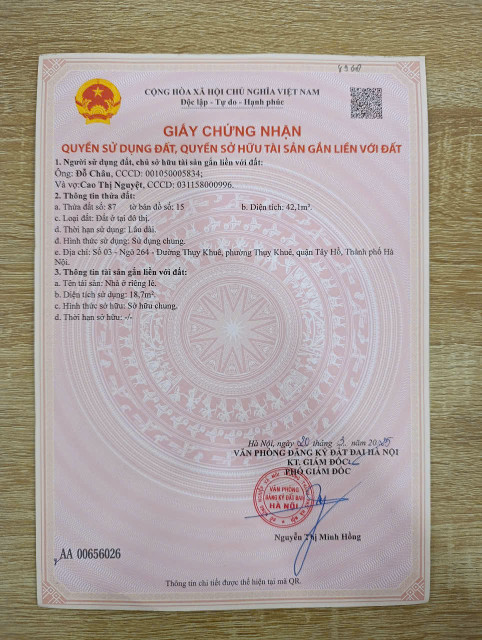 CỘNG HÒA XÃ HỘI CHỦ NGHĨA VIỆT NAM
Độc lập - Tự do - Hạnh phúc
GIẤY CHỨNG NHẬN
QUYỀN SỬ DỤNG ĐẤT, QUYỀN SỞ HỮU TÀI SẢN GẮN LIỀN VỚI ĐẤT
1. Người sử dụng đất, chủ sở hữu tài sản gắn liền với đất:
Ông: Đỗ Châu, CCCD: 001050005834;
Và vợ: Cao Thị Nguyệt, CCCD: 031158000996.
2. Thông tin thửa đất:
a. Thửa đất số: 87 tờ bản đồ số: 15 b. Diện tích: 42,1m².
c. Loại đất: Đất ở tại đô thị.
d. Thời hạn sử dụng: Lâu dài.
đ. Hình thức sử dụng: Sử dụng chung.
e. Địa chỉ: Số 03 - Ngõ 264 - Đường Thụy Khuê, phường Thụy Khuê, quận Tây Hồ, Thành phố Hà
Nội.
3. Thông tin tài sản gắn liền với đất:
a. Tên tài sản: Nhà ở riêng lẻ.
b. Diện tích sử dụng: 18,7m².
c. Hình thức sở hữu: Sở hữu chung.
d. Thời hạn sở hữu: -/-
Hà Nội, ngày 20 tháng 3 năm 2025
VĂN PHÒNG ĐĂNG KÝ ĐẤT ĐAI HÀ NỘI
KT. GIÁM ĐỐC
PHÓ GIÁM ĐỐC
VĂN PHÒNG
ĐĂNG KÝ ĐẤT ĐAI
HÀ NỘI
Nguyễn Thị Minh Hồng
AA 00656026
Thông tin chi tiết được thể hiện tại mã QR.